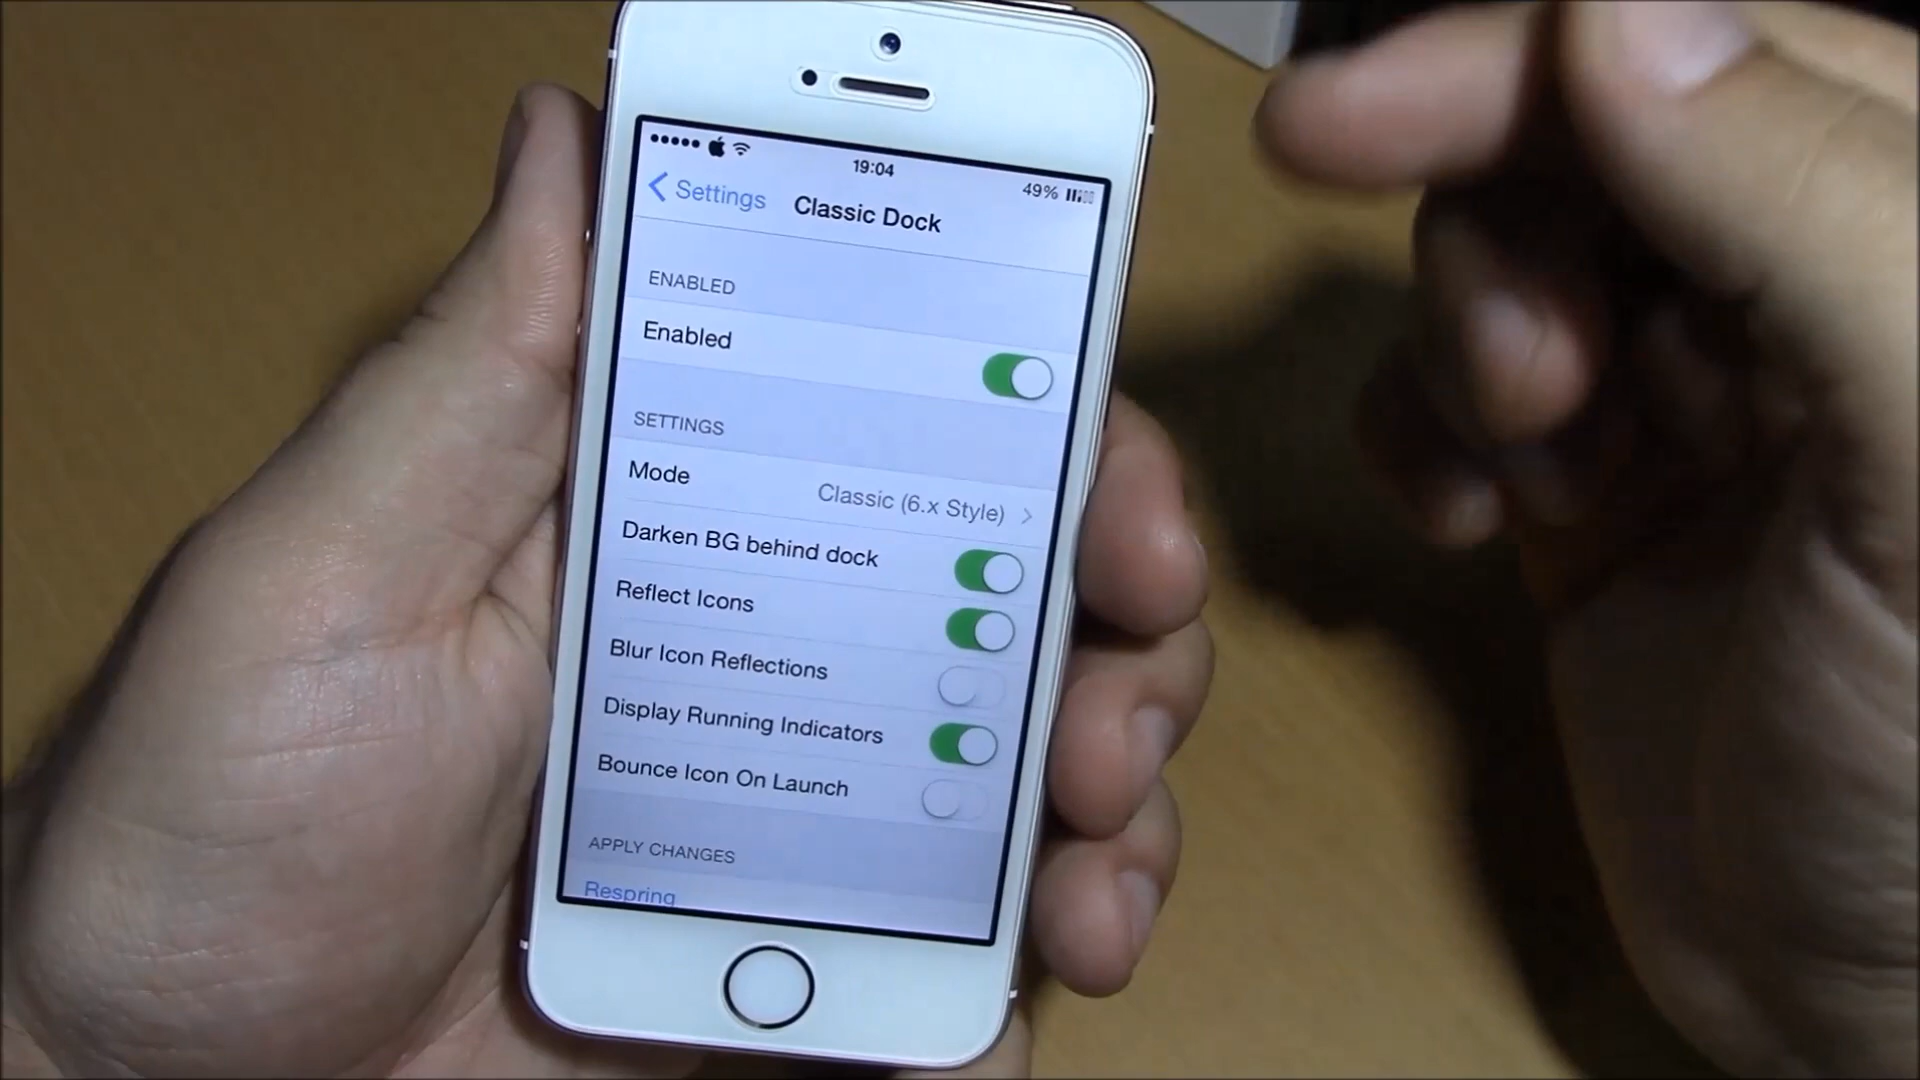 19:04
49%
Settings
Classic Dock
ENABLED
Enabled
SETTINGS
Mode
Classic (6.x Style)
Darken BG behind dock
Reflect Icons
Blur Icon Reflections
Display Running Indicators
Bounce Icon On Launch
APPLY CHANGES
Respring